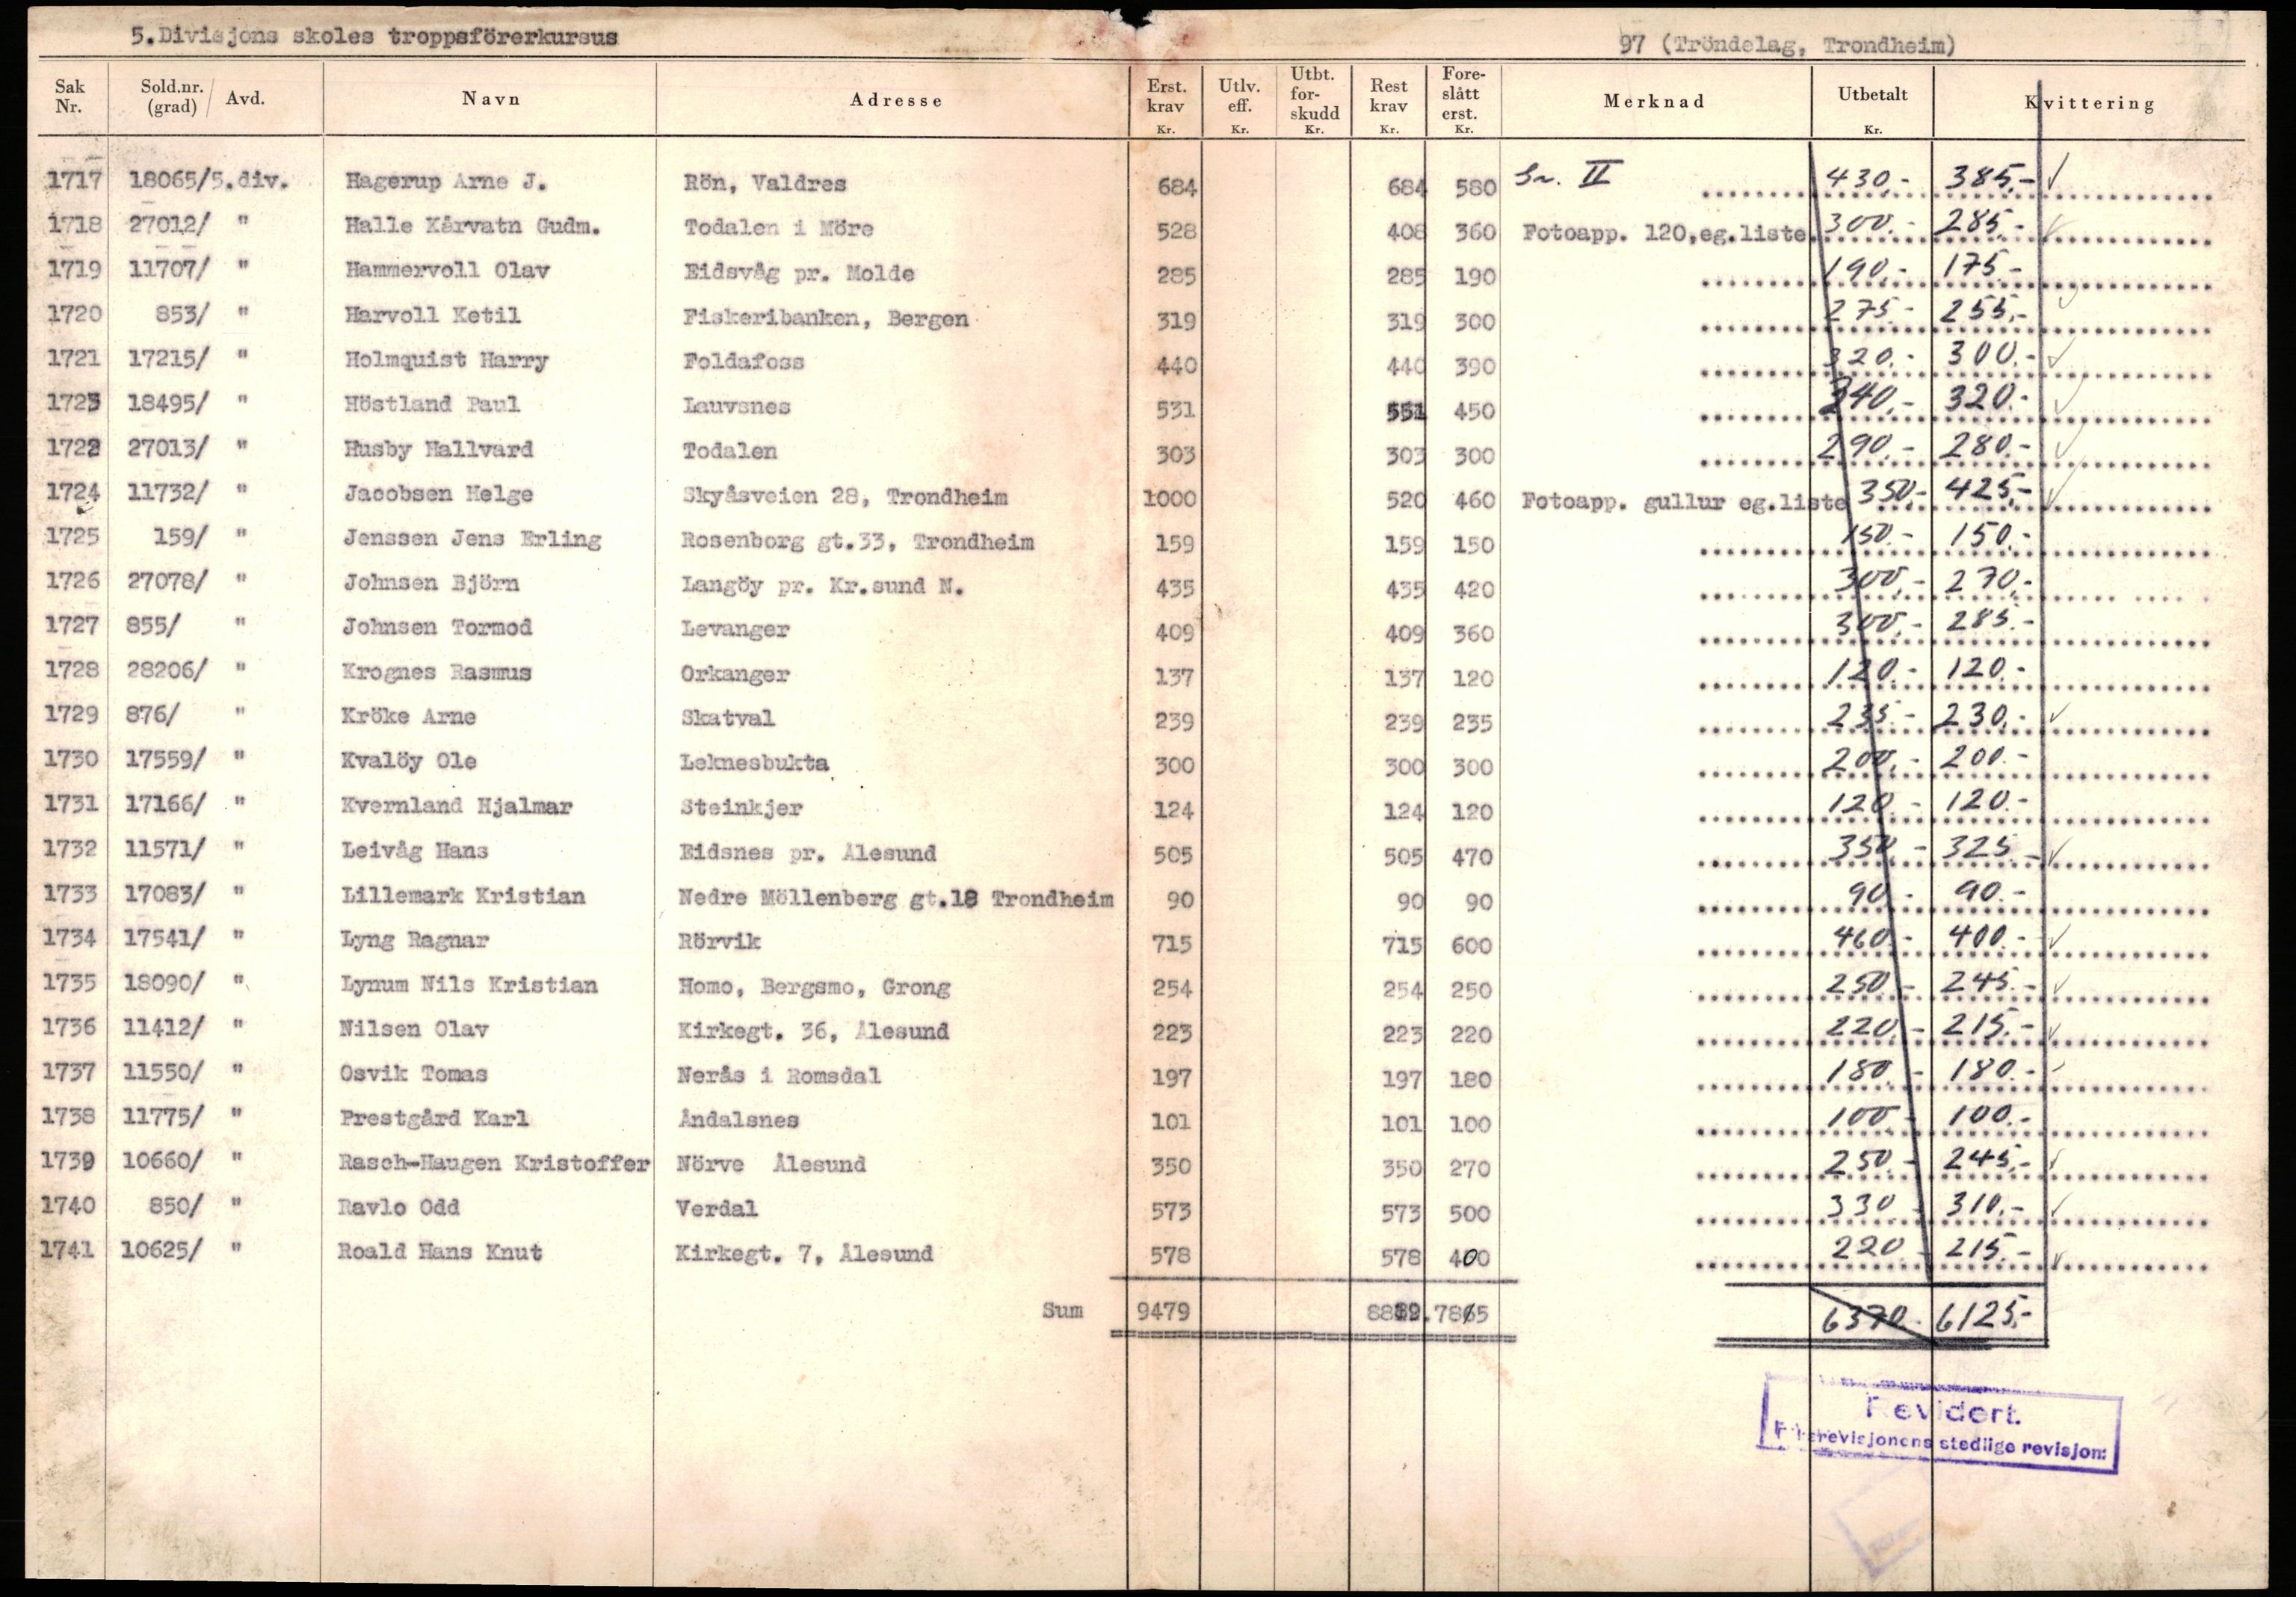 5.Divisjons skoles troppsförerkursus 97 (Tröndelag, Trondheim)
Sak Nr. Sold.nr. (grad) / Avd. Navn Adresse Erst. krav Kr. Utlv. eff. Kr. Utbt. for- skudd Kr. Rest krav Kr. Fore- slått erst. Kr. Merknad Utbetalt Kr. Kvittering
1717 18065/5.div. Hagerup Arne J. Rön, Valdres 684 684 580 II 430.- 385.-
1718 27012/ " Halle Kårvatn Gudm. Todalen i Möre 528 408 360 Fotoapp. 120,eg.liste 300.- 285.-
1719 11707/ " Hammervoll Olav Eidsvåg pr. Molde 285 285 190 190.- 175.-
1720 853/ " Harvoll Ketil Fiskeribanken, Bergen 319 319 300 275.- 255.-
1721 17215/ " Holmquist Harry Foldafoss 440 440 390 320.- 300.-
1723 18495/ " Höstland Paul Lauvsnes 531 531 450 340.- 320.-
1722 27013/ " Husby Hallvard Todalen 303 303 300 290.- 280.-
1724 11732/ " Jacobsen Helge Skyåsveien 28, Trondheim 1000 520 460 Fotoapp. gullur eg.liste 350.- 425.-
1725 159/ " Jenssen Jens Erling Rosenborg gt.33, Trondheim 159 159 150 150.- 150.-
1726 27078/ " Johnsen Björn Langöy pr. Kr.sund N. 435 435 420 300.- 270.-
1727 855/ " Johnsen Tormod Levanger 409 409 360 300.- 285.-
1728 28206/ " Krognes Rasmus Orkanger 137 137 120 120.- 120.-
1729 876/ " Kröke Arne Skatval 239 239 235 235.- 230.-
1730 17559/ " Kvalöy Ole Leknesbukta 300 300 300 200.- 200.-
1731 17166/ " Kvernland Hjalmar Steinkjer 124 124 120 120.- 120.-
1732 11571/ " Leivåg Hans Eidsnes pr. Ålesund 505 505 470 350.- 325.-
1733 17083/ " Lillemark Kristian Nedre Möllenberg gt.18 Trondheim 90 90 90 90.- 90.-
1734 17541/ " Lyng Ragnar Rörvik 715 715 600 460.- 400.-
1735 18090/ " Lynum Nils Kristian Homo, Bergsmo, Grong 254 254 250 250.- 245.-
1736 11412/ " Nilsen Olav Kirkegt. 36, Ålesund 223 223 220 220.- 215.-
1737 11550/ " Osvik Tomas Nerås i Romsdal 197 197 180 180.- 180.-
1738 11775/ " Prestgård Karl Åndalsnes 101 101 100 100.- 100.-
1739 10660/ " Rasch-Haugen Kristoffer Nörve Ålesund 350 350 270 250.- 245.-
1740 850/ " Ravlo Odd Verdal 573 573 500 330 310.-
1741 10625/ " Roald Hans Knut Kirkegt. 7, Ålesund 578 578 400 220.- 215.-
Sum 9479 6370.- 6125.-
Revidert.
stedlige revisjon